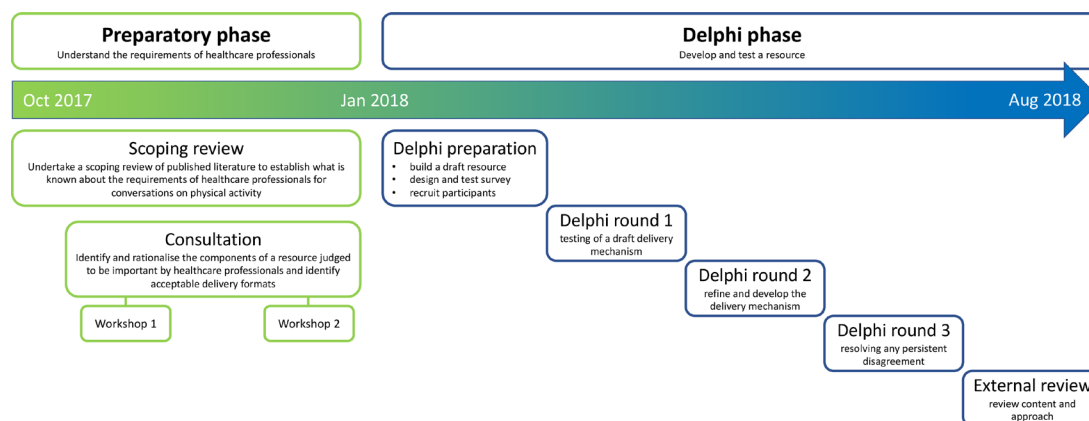 Preparatory phase
Understand the requirements of healthcare professionals
Delphi phase
Develop and test a resource
Oct 2017
Jan 2018
Aug 2018
Scoping review
Undertake a scoping review of published literature to establish what is
known about the requirements of healthcare professionals for
conversations on physical activity
Consultation
Identify and rationalise the components of a resource judged
to be important by healthcare professionals and identify
acceptable delivery formats
Workshop 1
Workshop 2
Delphi preparation
• build a draft resource
• design and test survey
• recruit participants
Delphi round 1
testing of a draft delivery
mechanism
Delphi round 2
refine and develop the
delivery mechanism
Delphi round 3
resolving any persistent
disagreement
External review
review content and
approach